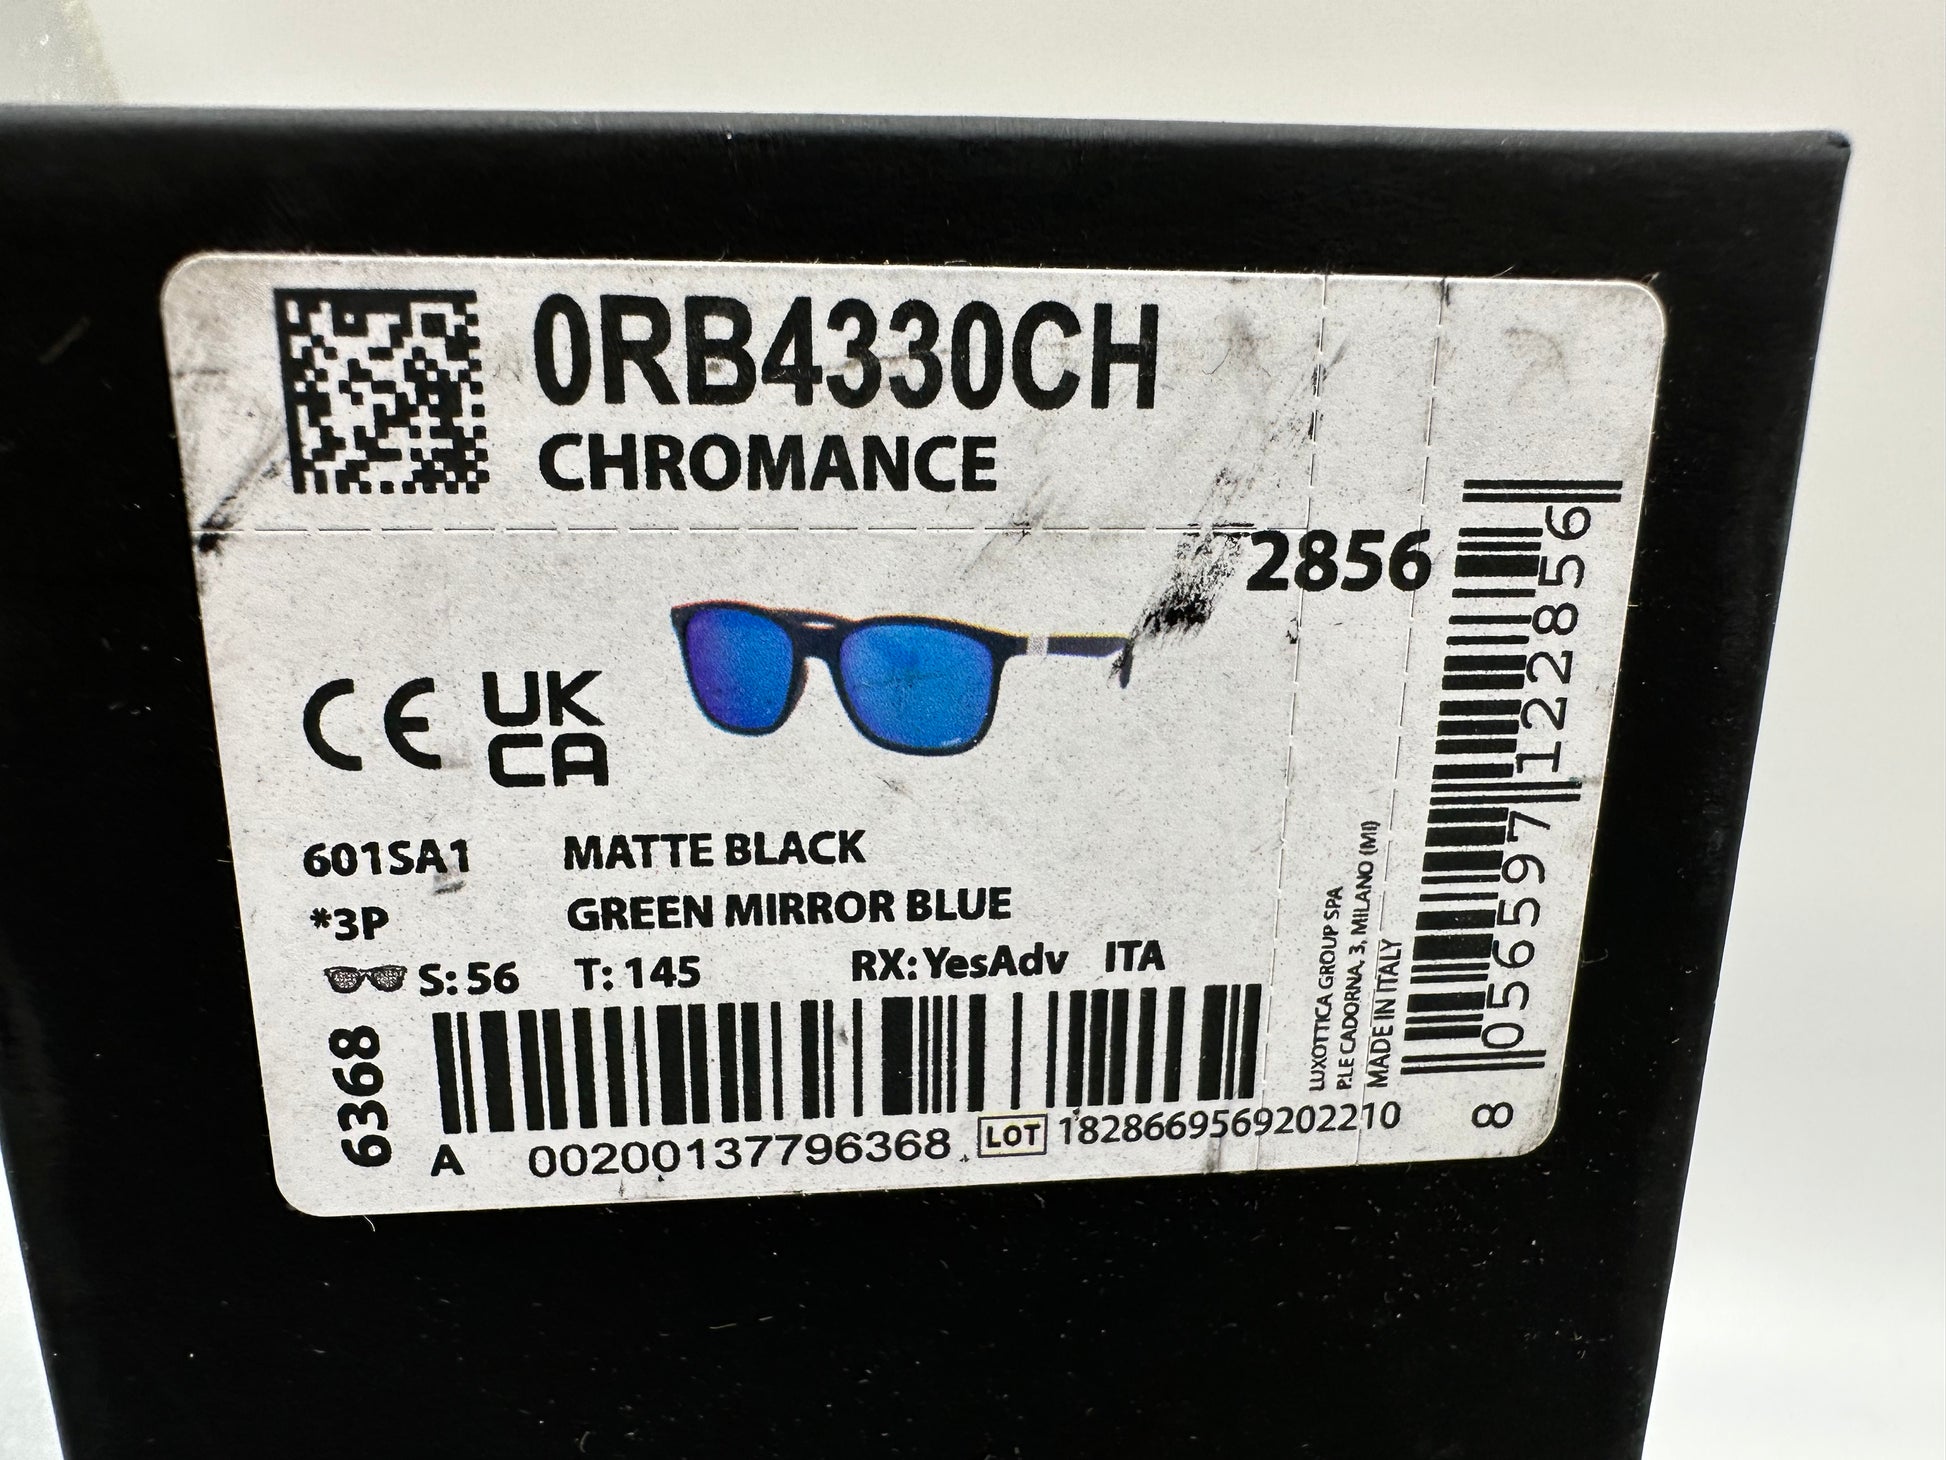 0RB4330CH
CHROMANCE
2856
CE
UK
CA
601SA1 MATTE BLACK
*3P GREEN MIRROR BLUE
S: 56 T: 145 RX: YesAdv ITA
6368
A 00200137796368
LOT 1828669569202210
LUXOTTICA GROUP SPA
P.LE CADORNA, 3, MILANO (MI)
MADE IN ITALY
8 056597 122856